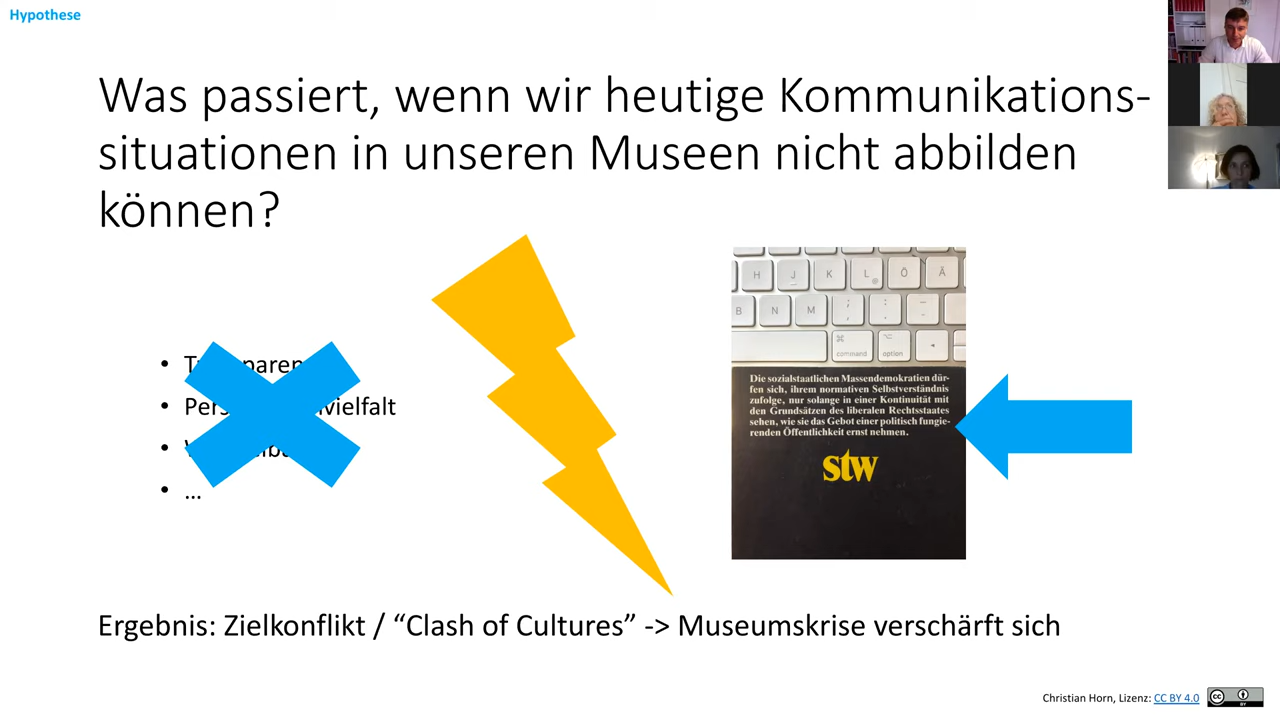 Hypothese
Was passiert, wenn wir heutige Kommunikations-
situationen in unseren Museen nicht abbilden
können?
H J K L Ö Ä
B N M ; : –
⌘ ⌥
command option
• …
Die sozialstaatlichen Massendemokratien dür-
fen sich, ihrem normativen Selbstverständnis
zufolge, nur solange in einer Kontinuität mit
den Grundsätzen des liberalen Rechtsstaates
sehen, wie sie das Gebot einer politisch fungie-
renden Öffentlichkeit ernst nehmen.
stw
Ergebnis: Zielkonflikt / “Clash of Cultures” -> Museumskrise verschärft sich
Christian Horn, Lizenz: CC BY 4.0
cc BY